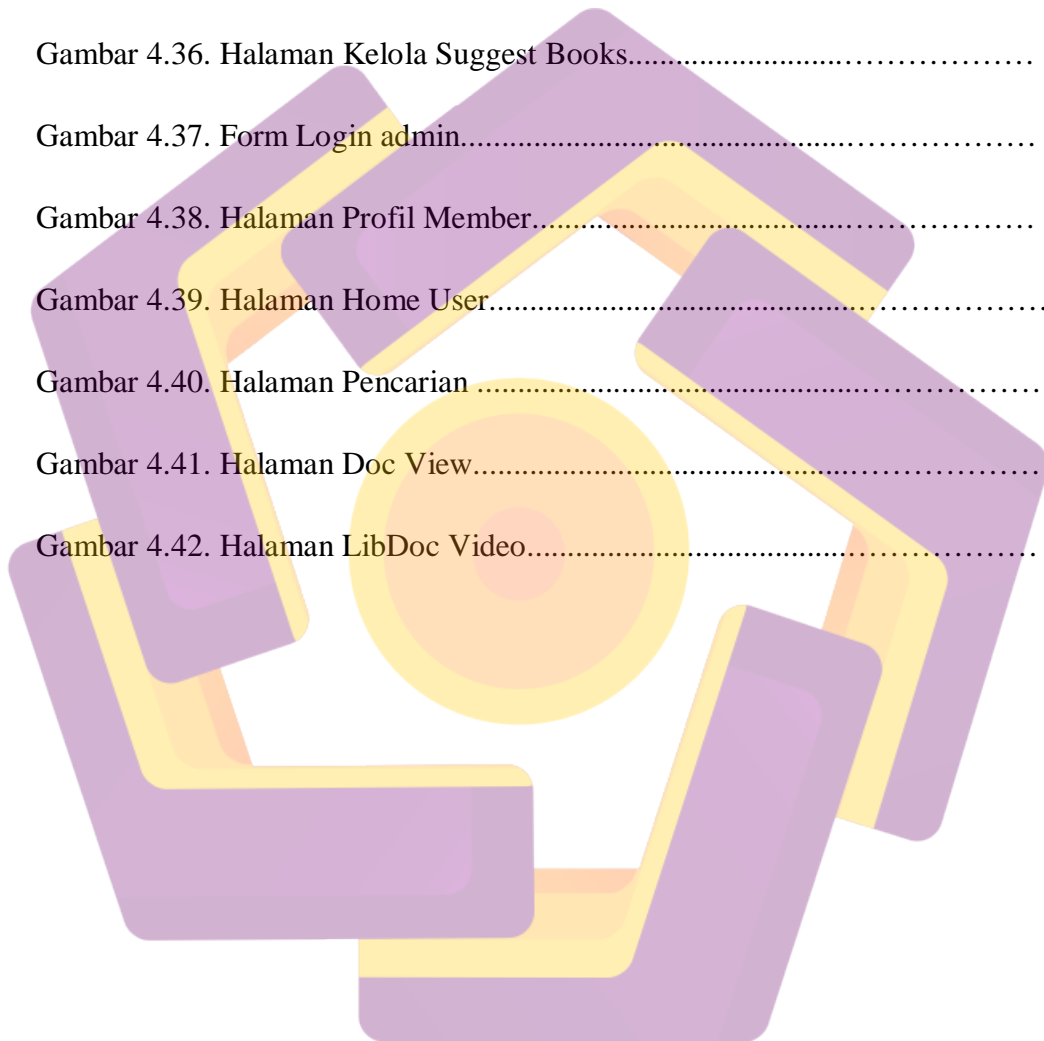 Gambar 4.36. Halaman Kelola Suggest Books...........................………………
Gambar 4.37. Form Login admin................................................………………
Gambar 4.38. Halaman Profil Member.......................................………………
Gambar 4.39. Halaman Home User.............................................………………
Gambar 4.40. Halaman Pencarian ................................................………………
Gambar 4.41. Halaman Doc View...............................................………………
Gambar 4.42. Halaman LibDoc Video........................................………………